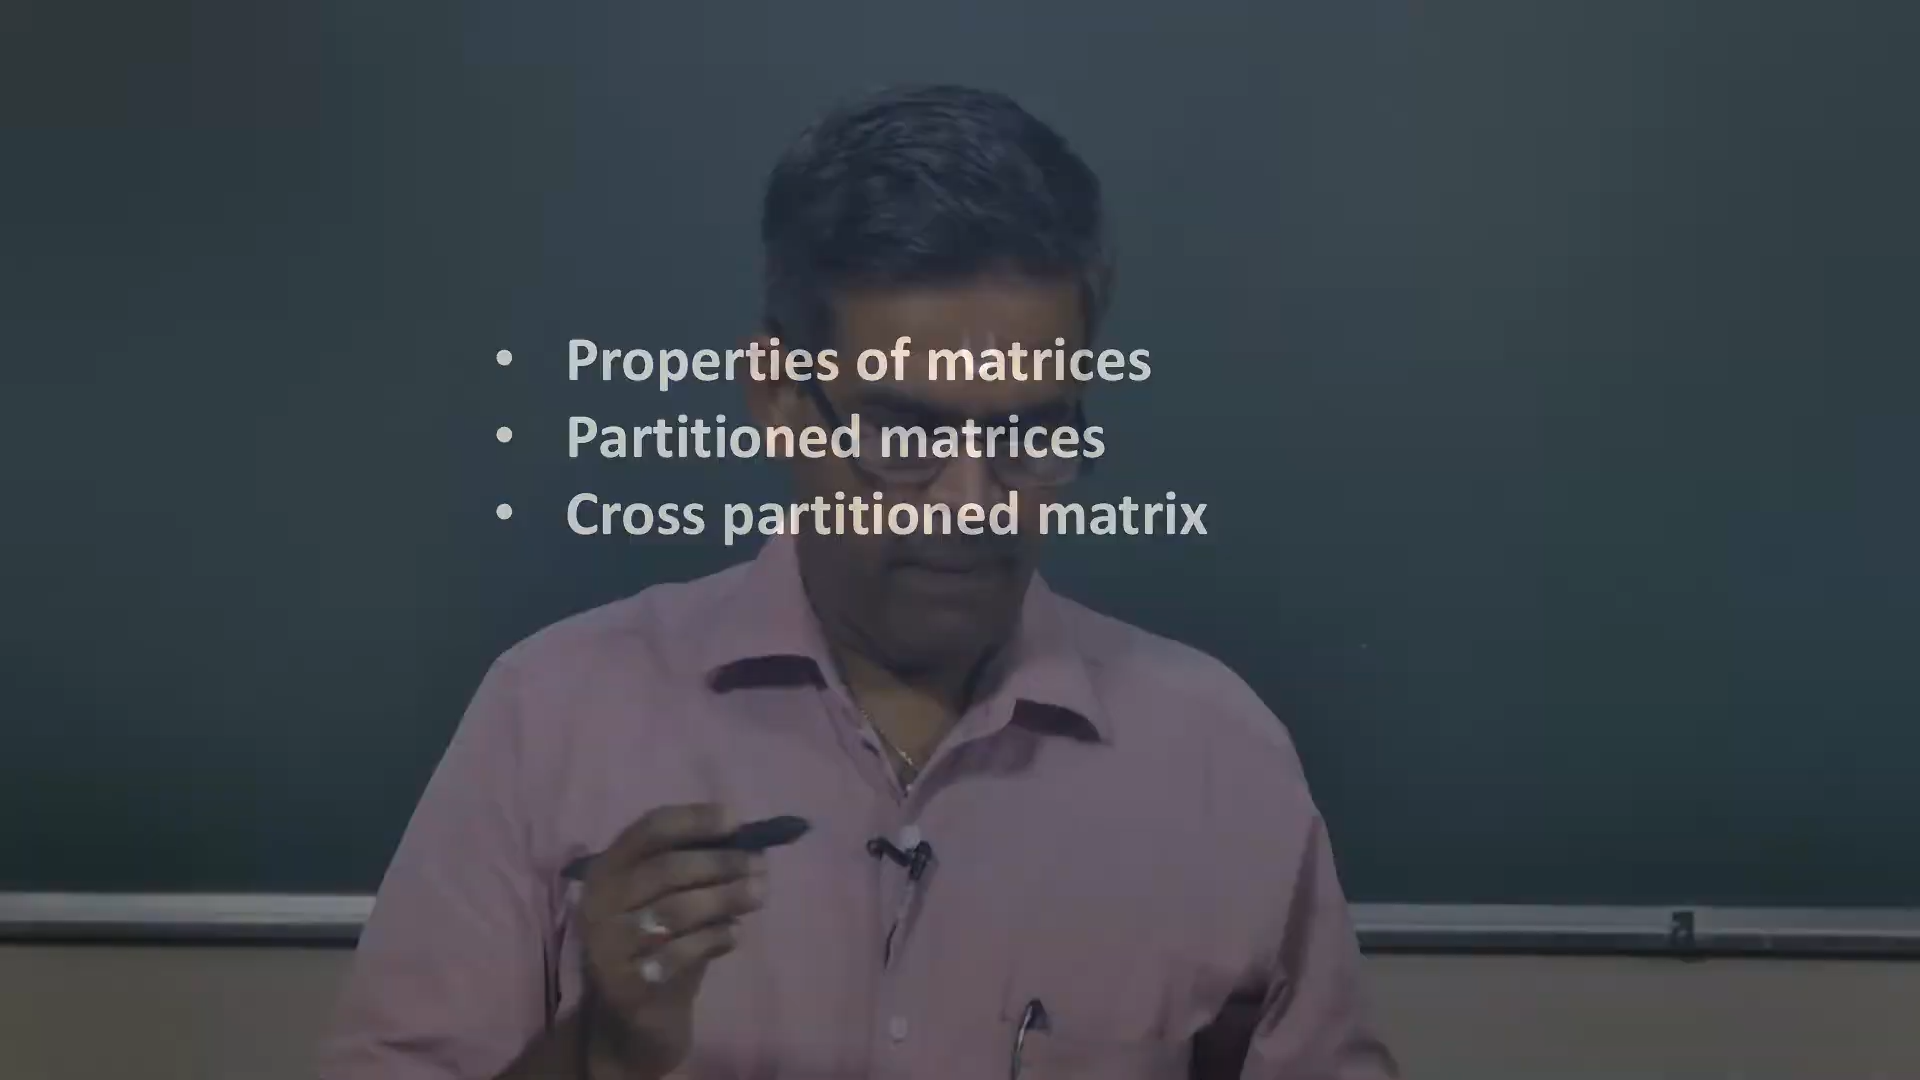 • Properties of matrices
• Partitioned matrices
• Cross partitioned matrix